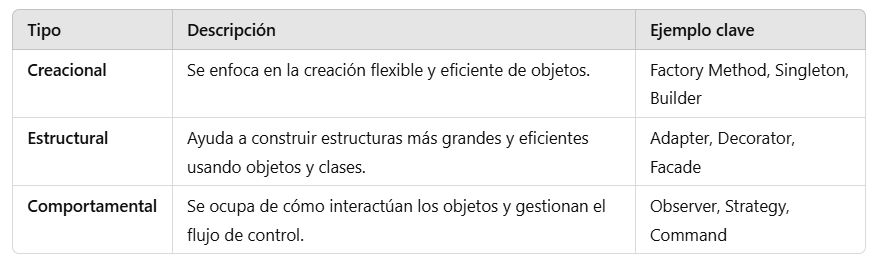 Tipo Descripción Ejemplo clave
Creacional Se enfoca en la creación flexible y eficiente de objetos. Factory Method, Singleton,
Builder
Estructural Ayuda a construir estructuras más grandes y eficientes Adapter, Decorator,
usando objetos y clases. Facade
Comportamental Se ocupa de cómo interactúan los objetos y gestionan el Observer, Strategy,
flujo de control. Command